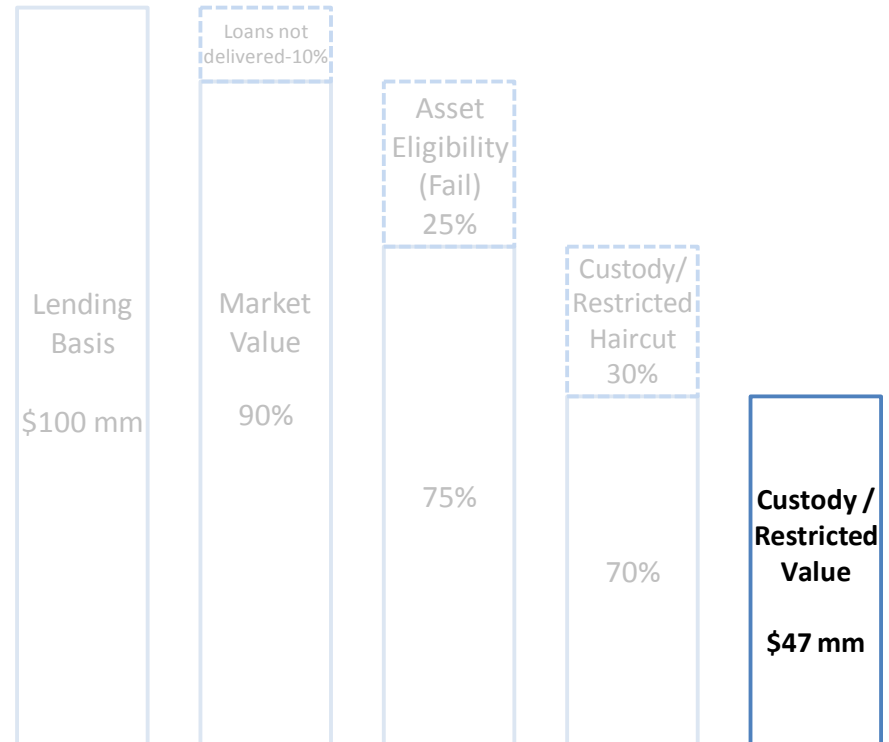 Lending
Basis
$100 mm
Loans not
delivered-10%
Market
Value
90%
Asset
Eligibility
(Fail)
25%
75%
Custody/
Restricted
Haircut
30%
70%
Custody /
Restricted
Value
$47 mm